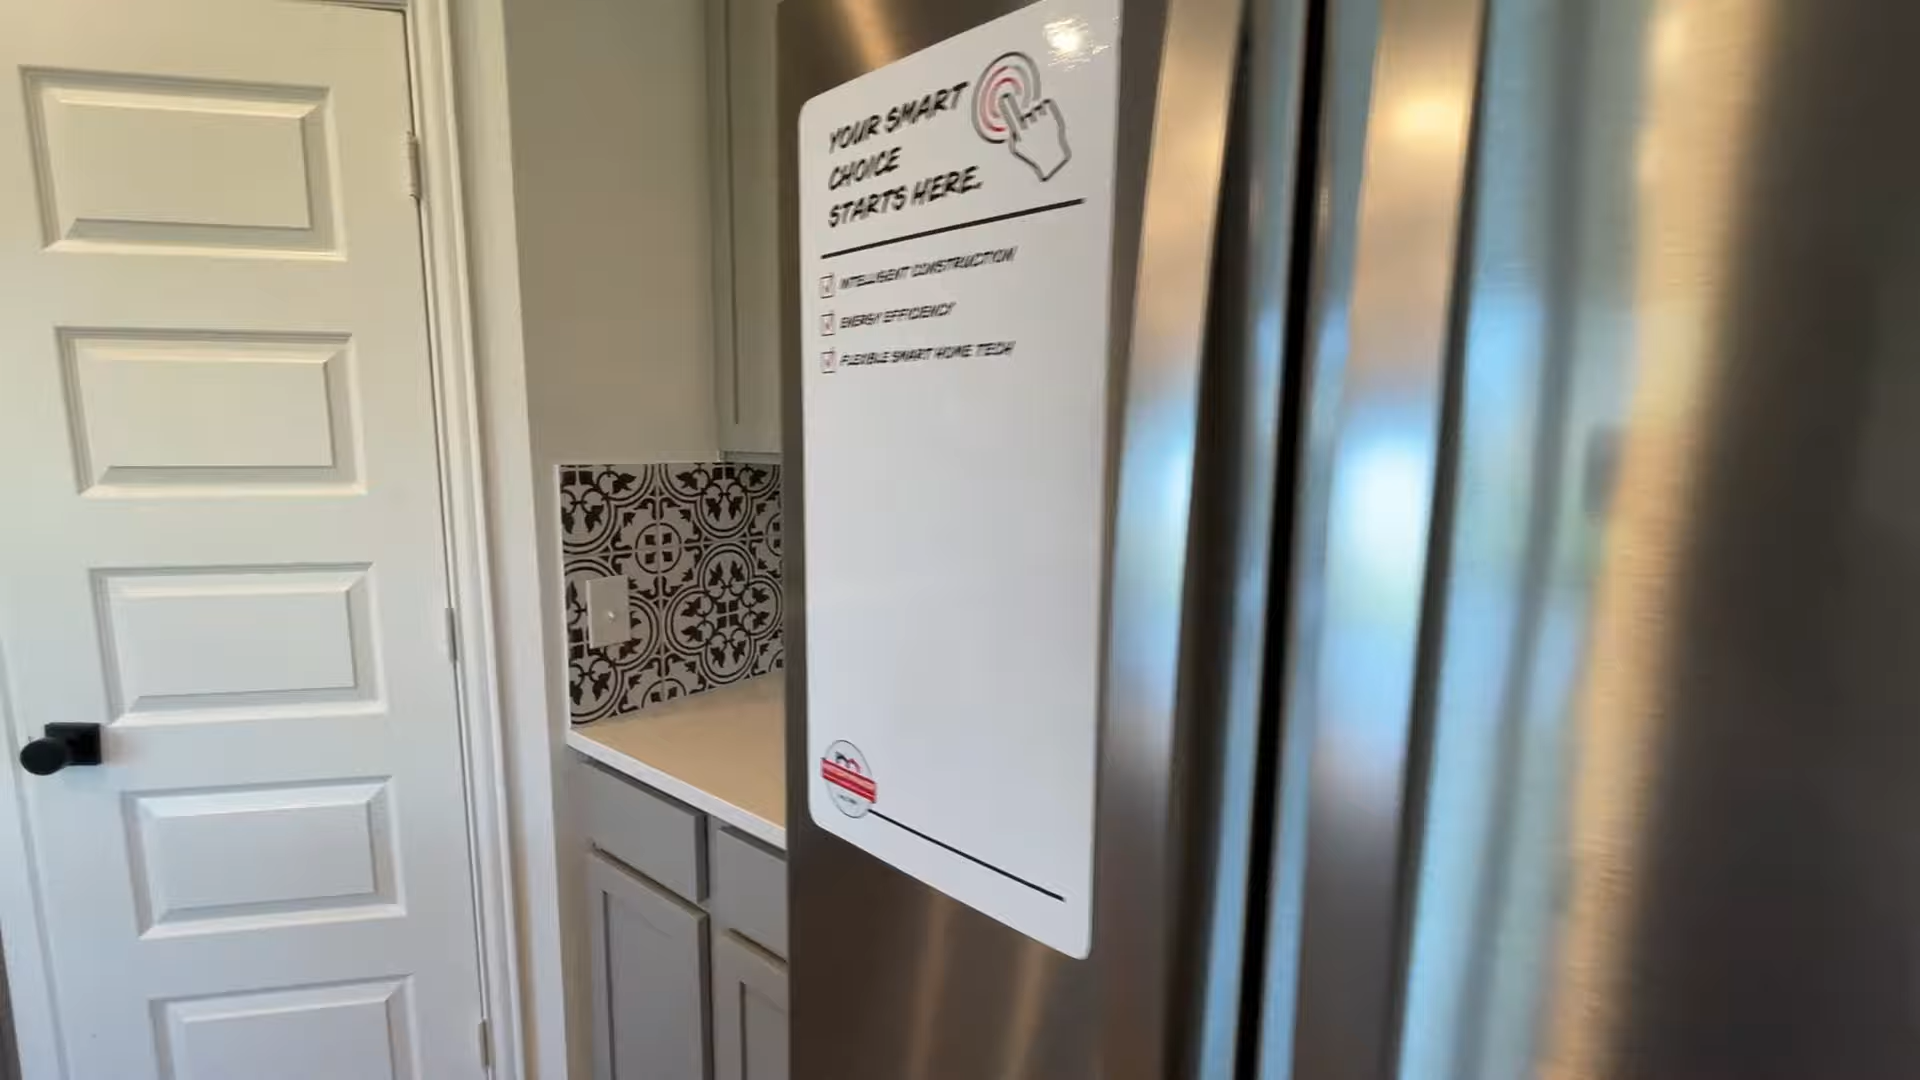 YOUR SMART
CHOICE
STARTS HERE.
INTELLIGENT CONSTRUCTION
ENERGY EFFICIENCY
FLEXIBLE SMART HOME TECH